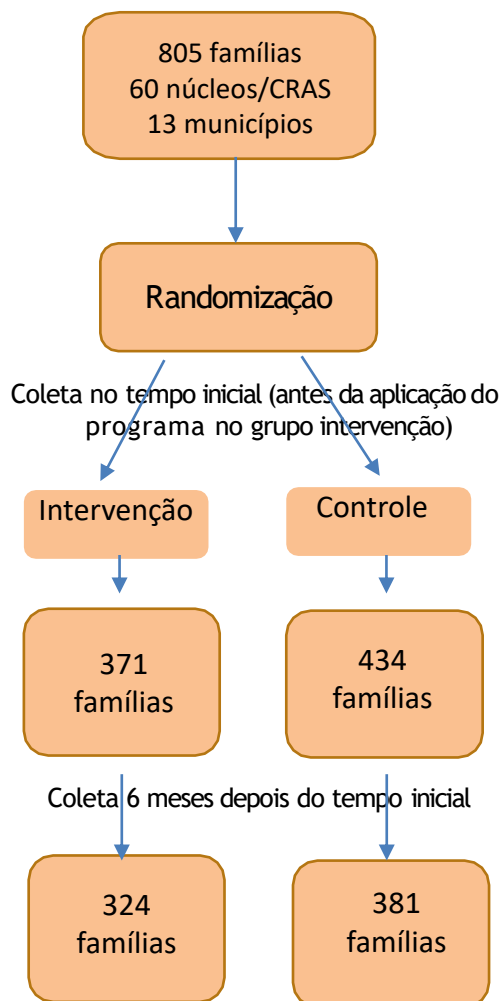 805 famílias
60 núcleos/CRAS
13 municípios
Randomização
Coleta no tempo inicial (antes da aplicação do
programa no grupo intervenção)
Intervenção
Controle
371
famílias
434
famílias
Coleta 6 meses depois do tempo inicial
324
famílias
381
famílias